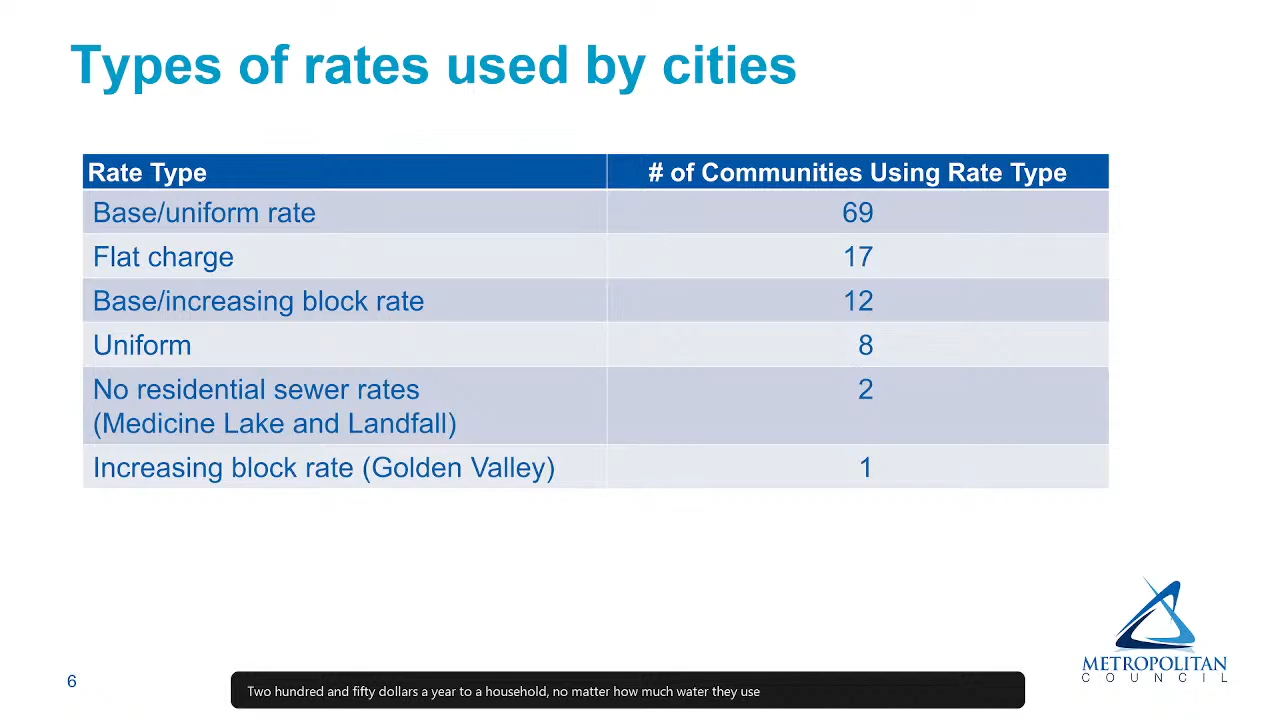 Types of rates used by cities
Rate Type # of Communities Using Rate Type
Base/uniform rate 69
Flat charge 17
Base/increasing block rate 12
Uniform 8
No residential sewer rates 2
(Medicine Lake and Landfall)
Increasing block rate (Golden Valley) 1
METROPOLITAN
COUNCIL
6
Two hundred and fifty dollars a year to a household, no matter how much water they use